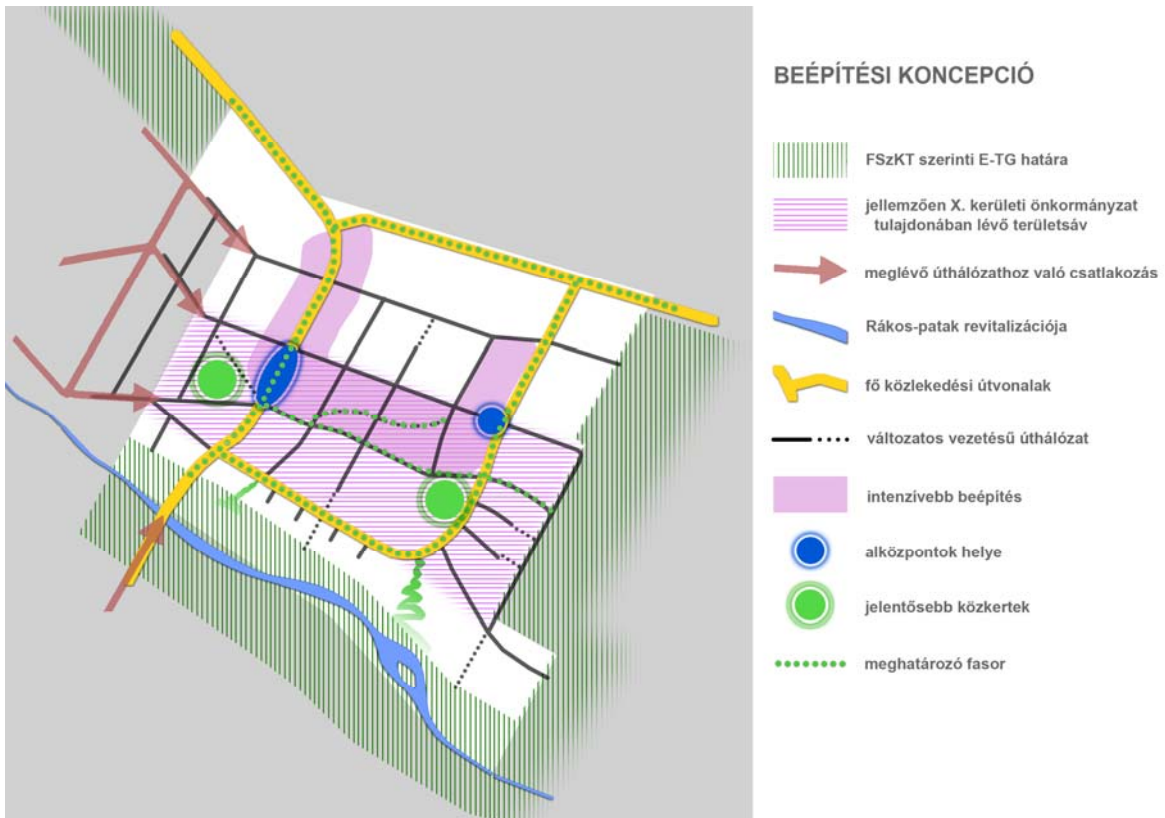 BEÉPÍTÉSI KONCEPCIÓ
FSzKT szerinti E-TG határa
jellemzően X. kerületi önkormányzat
tulajdonában lévő területsáv
meglévő úthálózathoz való csatlakozás
Rákos-patak revitalizációja
fő közlekedési útvonalak
változatos vezetésű úthálózat
intenzívebb beépítés
alközpontok helye
jelentősebb közkertek
meghatározó fasor